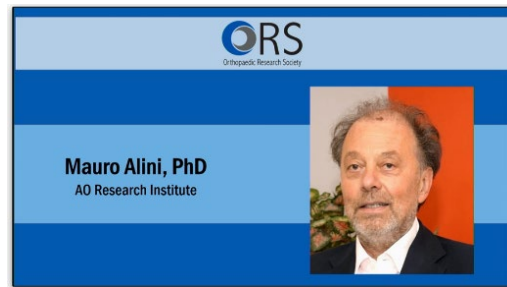 ORS
Orthopaedic Research Society
Mauro Alini, PhD
AO Research Institute